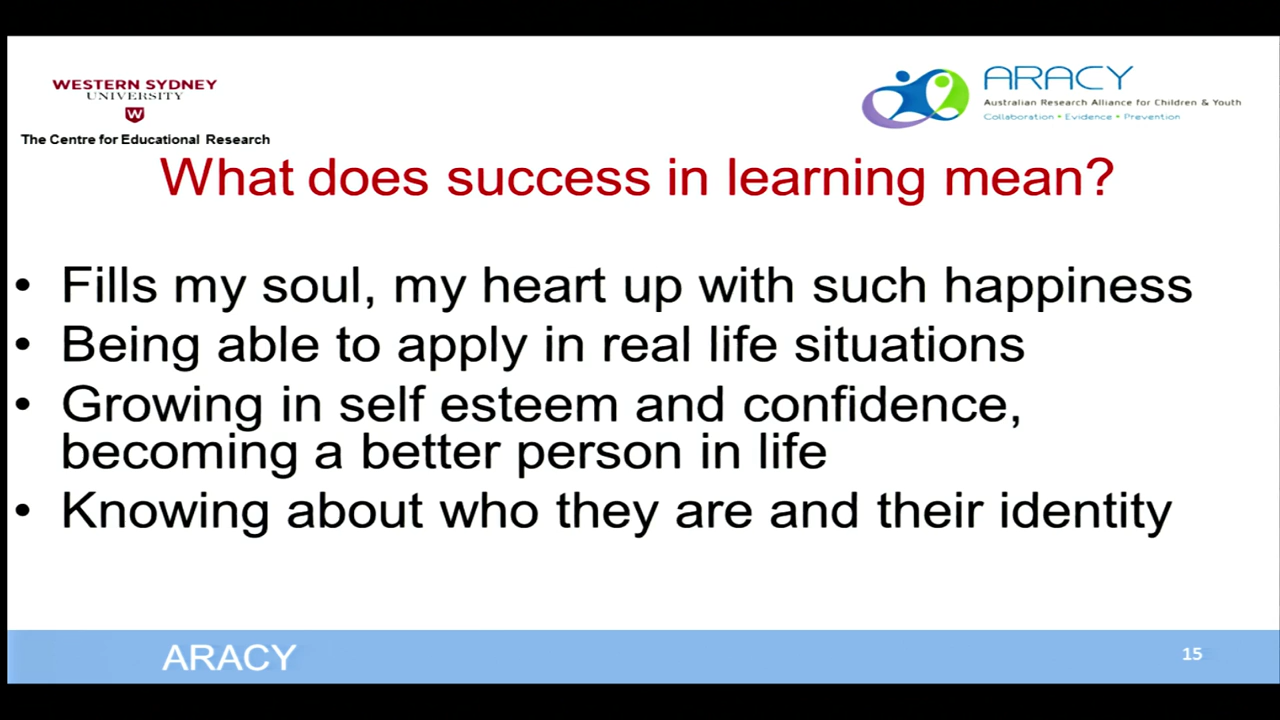 WESTERN SYDNEY
UNIVERSITY
W
The Centre for Educational Research
ARACY
Australian Research Alliance for Children & Youth
Collaboration • Evidence • Prevention
What does success in learning mean?
• Fills my soul, my heart up with such happiness
• Being able to apply in real life situations
• Growing in self esteem and confidence,
becoming a better person in life
• Knowing about who they are and their identity
ARACY
15